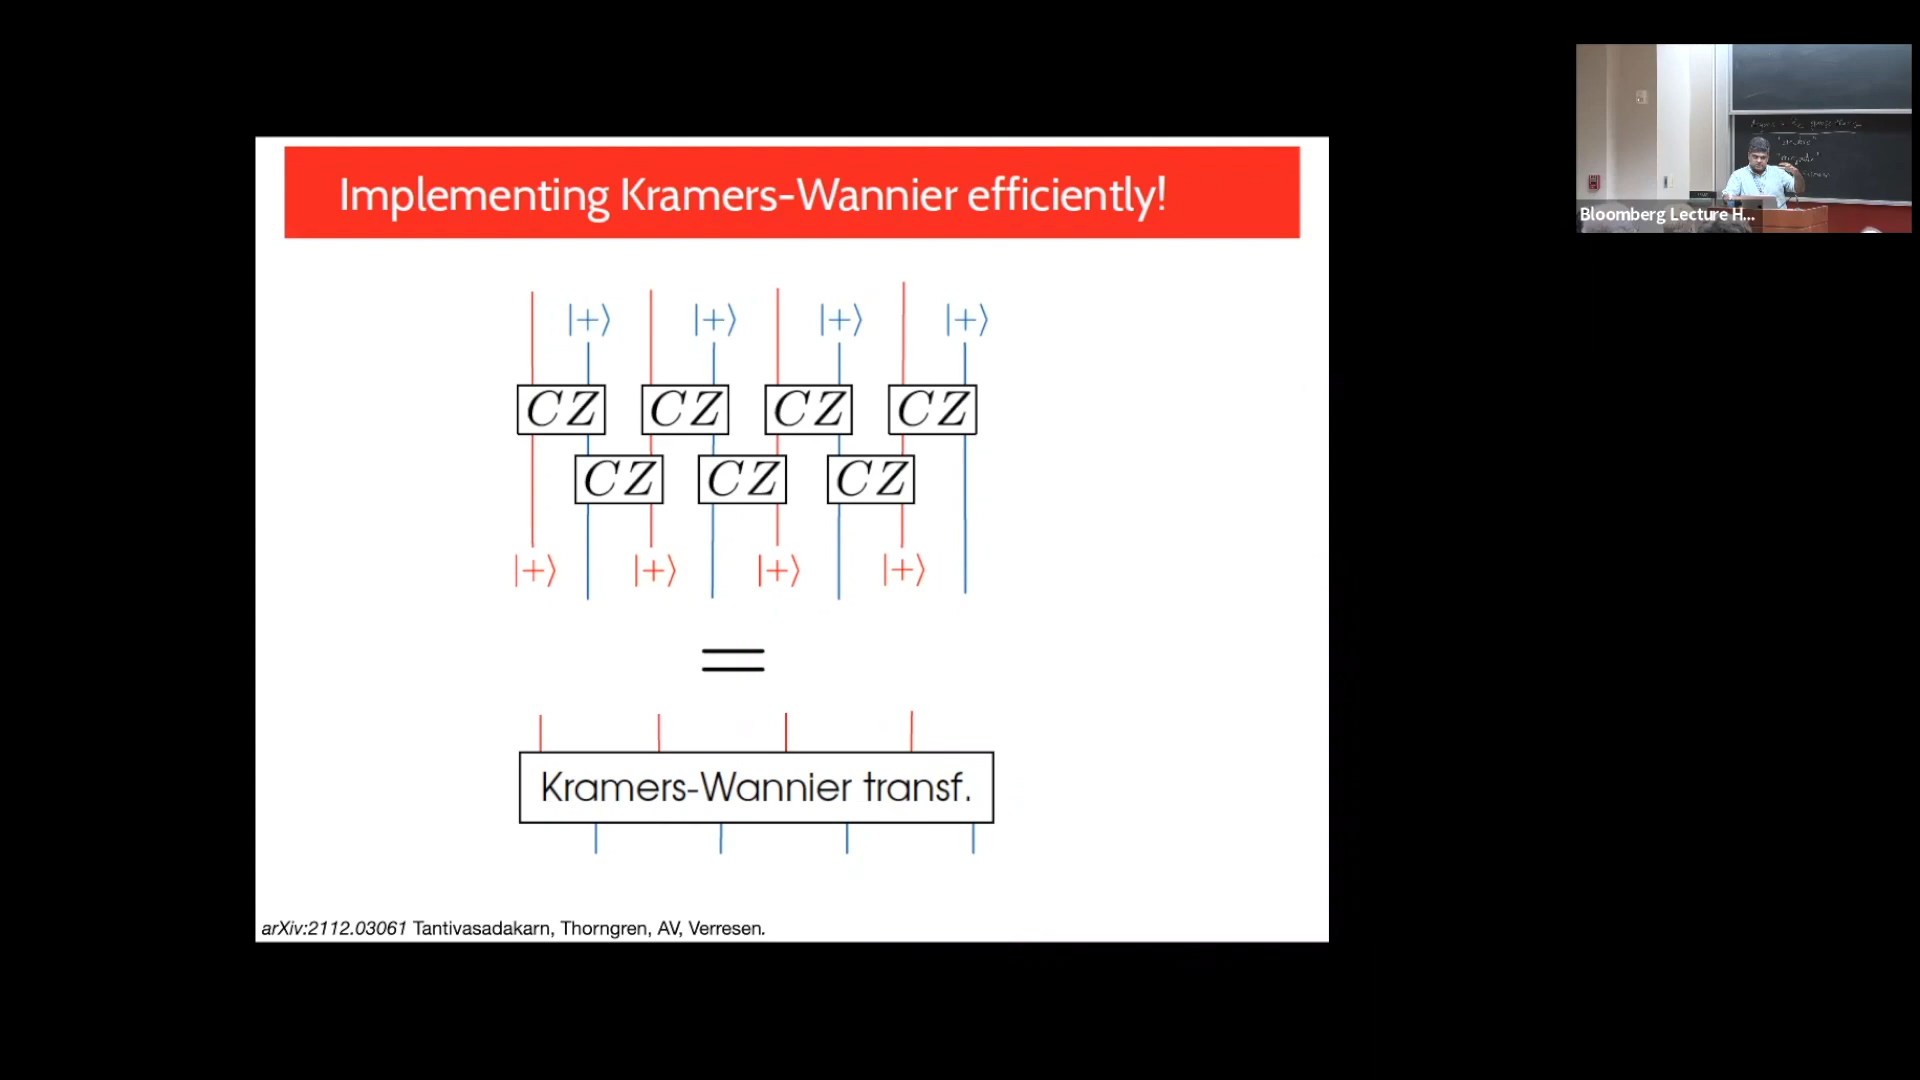 Implementing Kramers-Wannier efficiently!
|+⟩ |+⟩ |+⟩ |+⟩
CZ CZ CZ CZ
CZ CZ CZ
|+⟩ |+⟩ |+⟩ |+⟩
=
Kramers-Wannier transf.
arXiv:2112.03061 Tantivasadakarn, Thorngren, AV, Verresen.
Bloomberg Lecture H...